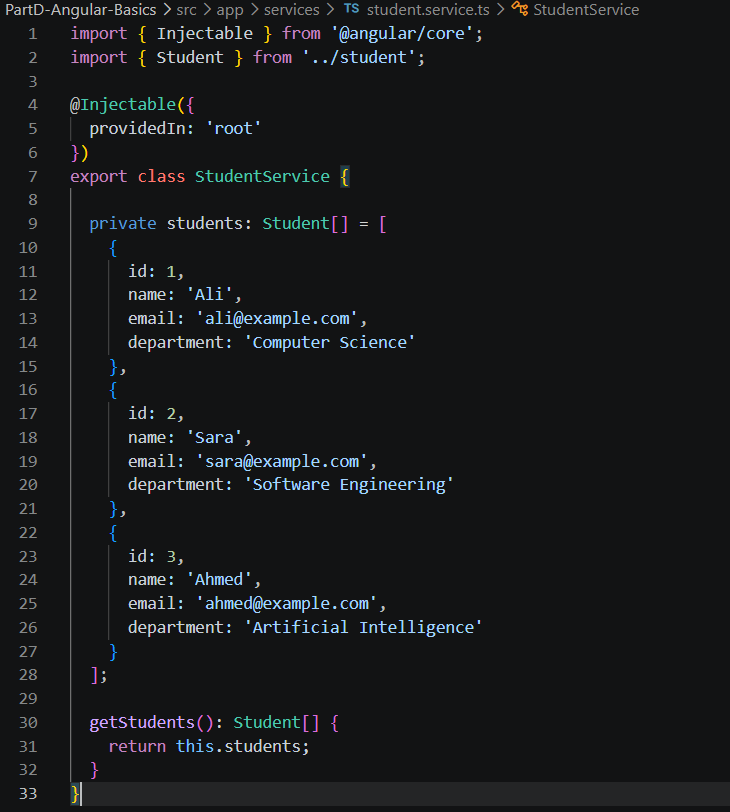 PartD-Angular-Basics > src > app > services > TS student.service.ts > StudentService
1 import { Injectable } from '@angular/core';
2 import { Student } from '../student';
3
4 @Injectable({
5   providedIn: 'root'
6 })
7 export class StudentService {
8
9   private students: Student[] = [
10     {
11       id: 1,
12       name: 'Ali',
13       email: 'ali@example.com',
14       department: 'Computer Science'
15     },
16     {
17       id: 2,
18       name: 'Sara',
19       email: 'sara@example.com',
20       department: 'Software Engineering'
21     },
22     {
23       id: 3,
24       name: 'Ahmed',
25       email: 'ahmed@example.com',
26       department: 'Artificial Intelligence'
27     }
28   ];
29
30   getStudents(): Student[] {
31     return this.students;
32   }
33 }